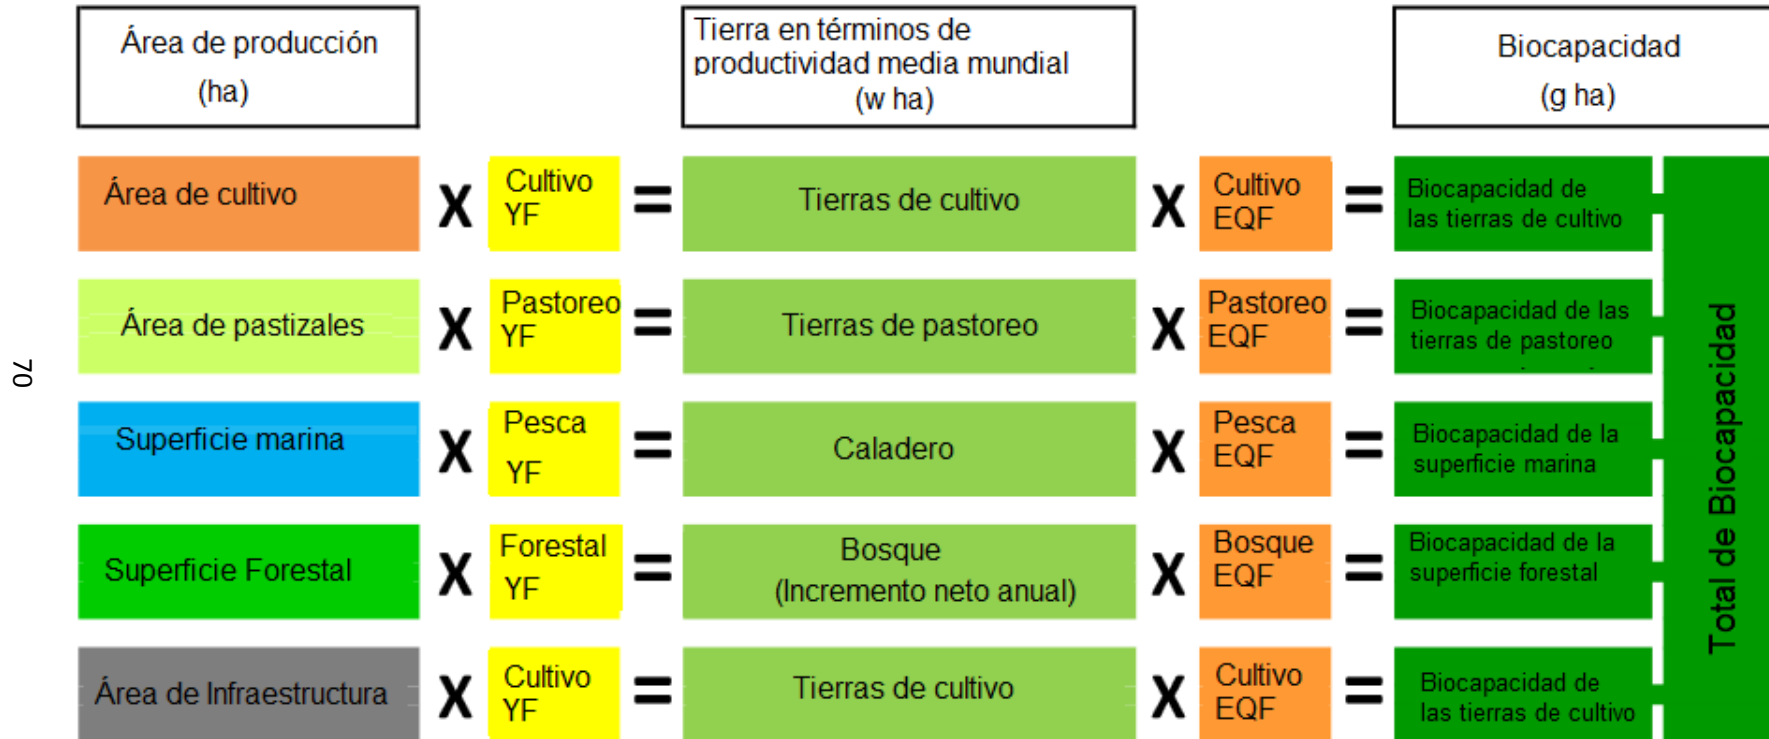 Área de producción
(ha)
Tierra en términos de
productividad media mundial
(w ha)
Biocapacidad
(g ha)
Área de cultivo
X
Cultivo
YF
=
Tierras de cultivo
X
Cultivo
EQF
=
Biocapacidad de
las tierras de cultivo
Área de pastizales
X
Pastoreo
YF
=
Tierras de pastoreo
X
Pastoreo
EQF
=
Biocapacidad de las
tierras de pastoreo
Superficie marina
X
Pesca
YF
=
Caladero
X
Pesca
EQF
=
Biocapacidad de la
superficie marina
Superficie Forestal
X
Forestal
YF
=
Bosque
(Incremento neto anual)
X
Bosque
EQF
=
Biocapacidad de la
superficie forestal
Área de Infraestructura
X
Cultivo
YF
=
Tierras de cultivo
X
Cultivo
EQF
=
Biocapacidad de
las tierras de cultivo
Total de Biocapacidad
70